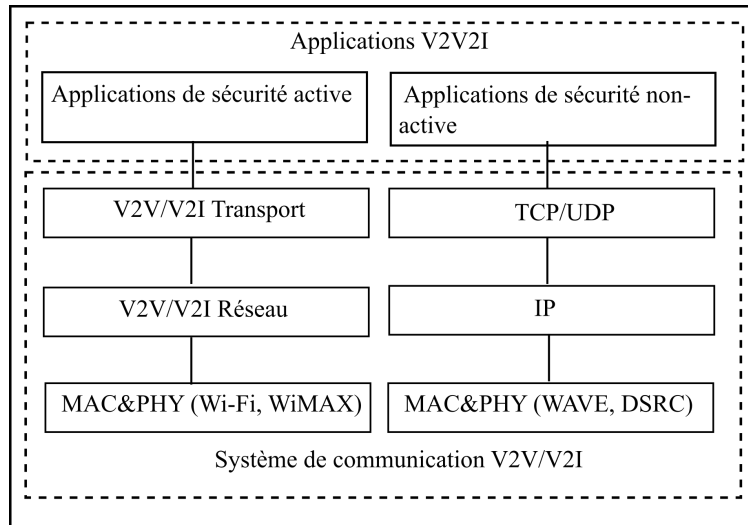 Applications V2V2I
Applications de sécurité active
Applications de sécurité non-
active
V2V/V2I Transport
TCP/UDP
V2V/V2I Réseau
IP
MAC&PHY (Wi-Fi, WiMAX)
MAC&PHY (WAVE, DSRC)
Système de communication V2V/V2I